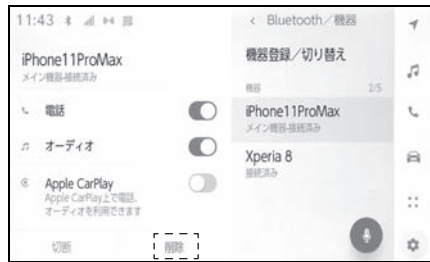 11:43
iPhone11ProMax
メイン機器-接続済み
電話
オーディオ
Apple CarPlay
Apple CarPlay上で電話、
オーディオを利用できます
切断
削除
< Bluetooth／機器
機器登録／切り替え
機器 2/5
iPhone11ProMax
メイン機器-接続済み
Xperia 8
接続済み